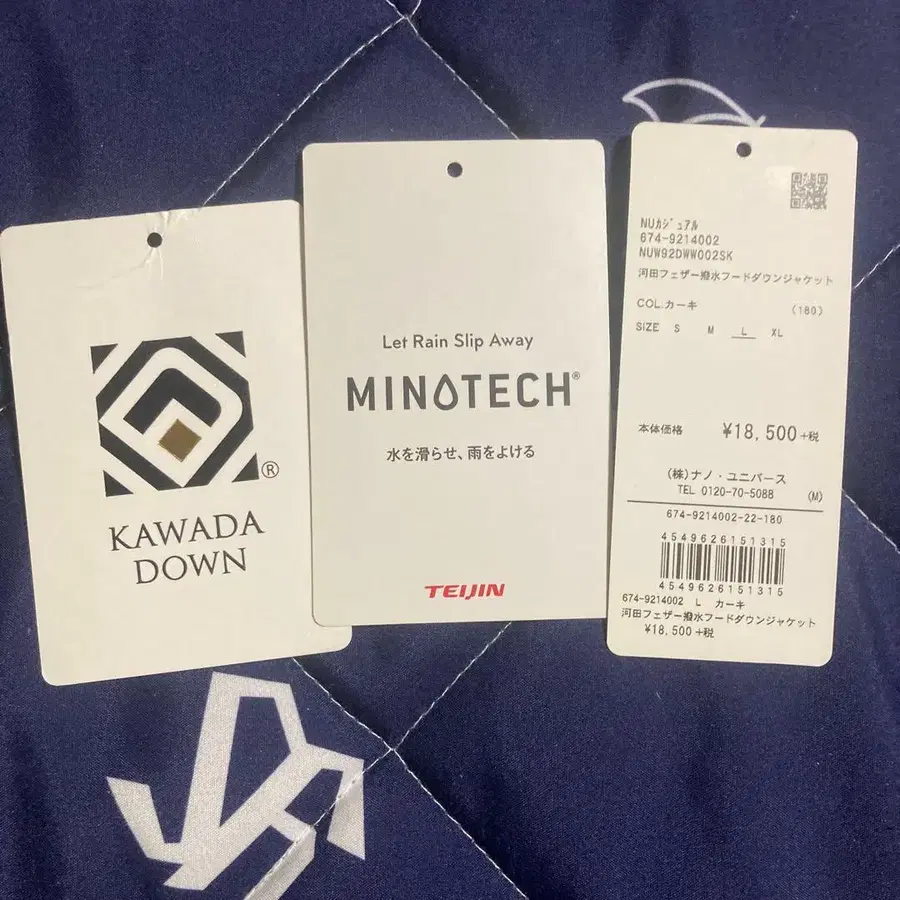 KAWADA
DOWN
®
Let Rain Slip Away
MINOTECH®
水を滑らせ、雨をよける
TEIJIN
NUカジュアル
674-9214002
NUW92DWW002SK
河田フェザー撥水フードダウンジャケット
COL.カーキ (180)
SIZE S M L XL
本体価格 ¥18,500+税
(株)ナノ・ユニバース
TEL 0120-70-5088 (M)
674-9214002-22-180
4549626151315
4549626151315
674-9214002 L カーキ
河田フェザー撥水フードダウンジャケット
¥18,500+税